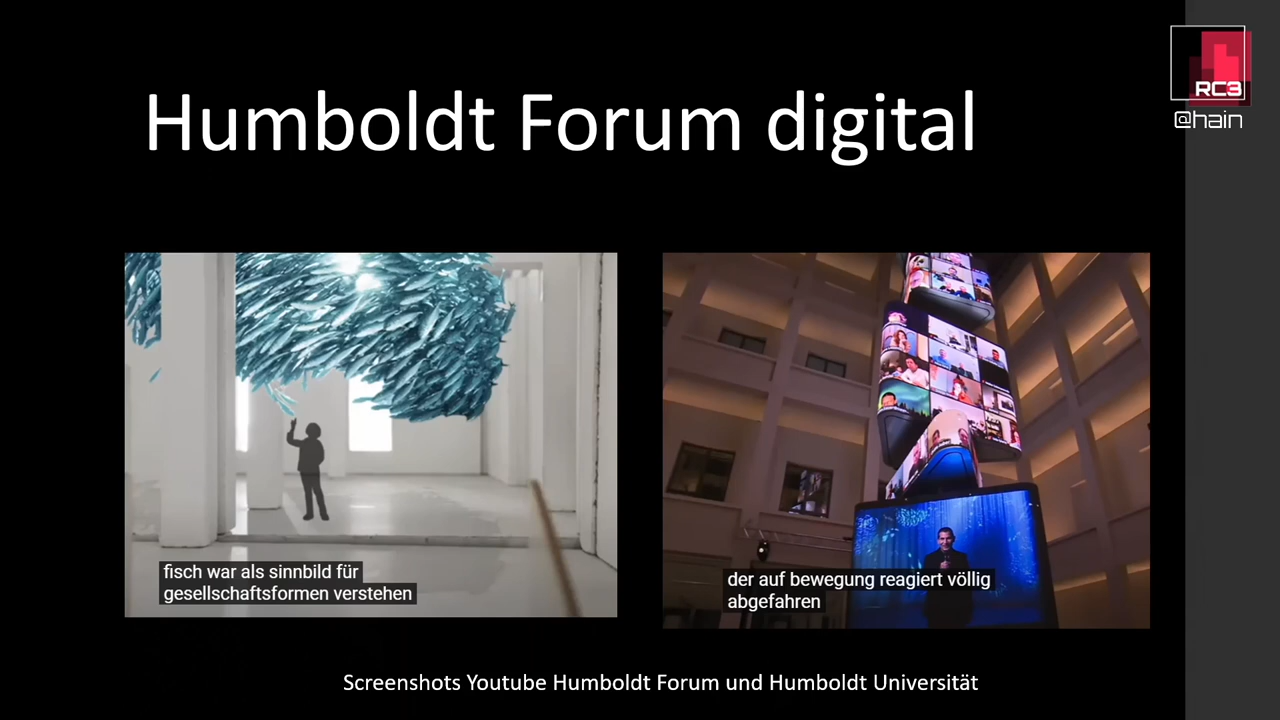 RC3
@hain
Humboldt Forum digital
fisch war als sinnbild für
gesellschaftsformen verstehen
der auf bewegung reagiert völlig
abgefahren
Screenshots Youtube Humboldt Forum und Humboldt Universität